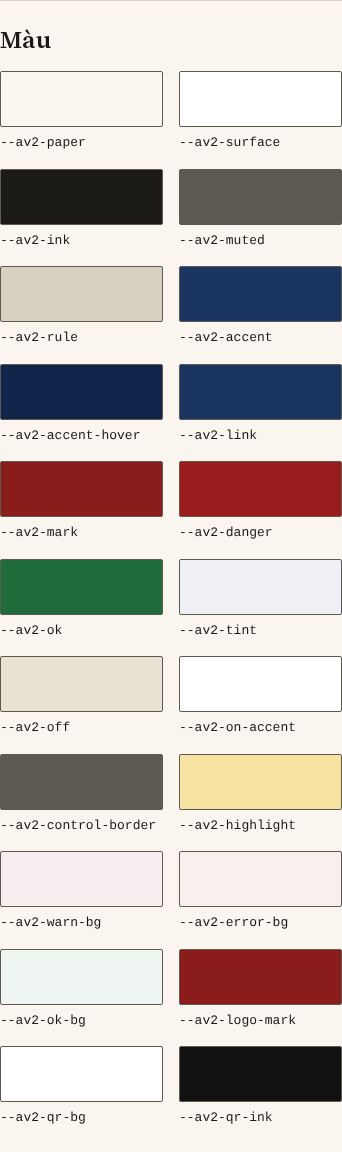 Màu
--av2-paper --av2-surface
--av2-ink --av2-muted
--av2-rule --av2-accent
--av2-accent-hover --av2-link
--av2-mark --av2-danger
--av2-ok --av2-tint
--av2-off --av2-on-accent
--av2-control-border --av2-highlight
--av2-warn-bg --av2-error-bg
--av2-ok-bg --av2-logo-mark
--av2-qr-bg --av2-qr-ink